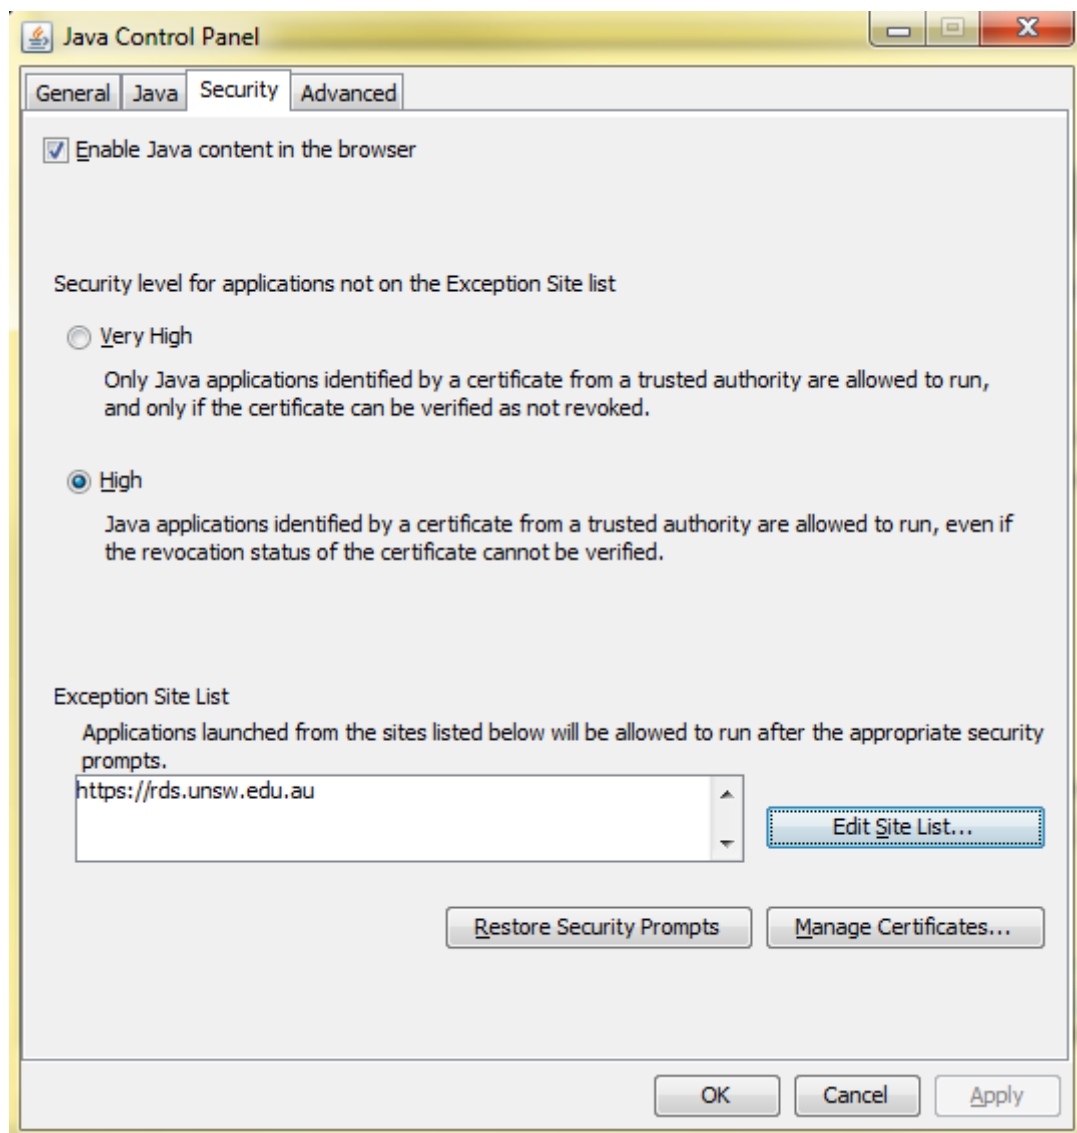 Java Control Panel
General Java Security Advanced
Enable Java content in the browser
Security level for applications not on the Exception Site list
Very High
Only Java applications identified by a certificate from a trusted authority are allowed to run,
and only if the certificate can be verified as not revoked.
High
Java applications identified by a certificate from a trusted authority are allowed to run, even if
the revocation status of the certificate cannot be verified.
Exception Site List
Applications launched from the sites listed below will be allowed to run after the appropriate security
prompts.
https://rds.unsw.edu.au
Edit Site List...
Restore Security Prompts Manage Certificates...
OK Cancel Apply